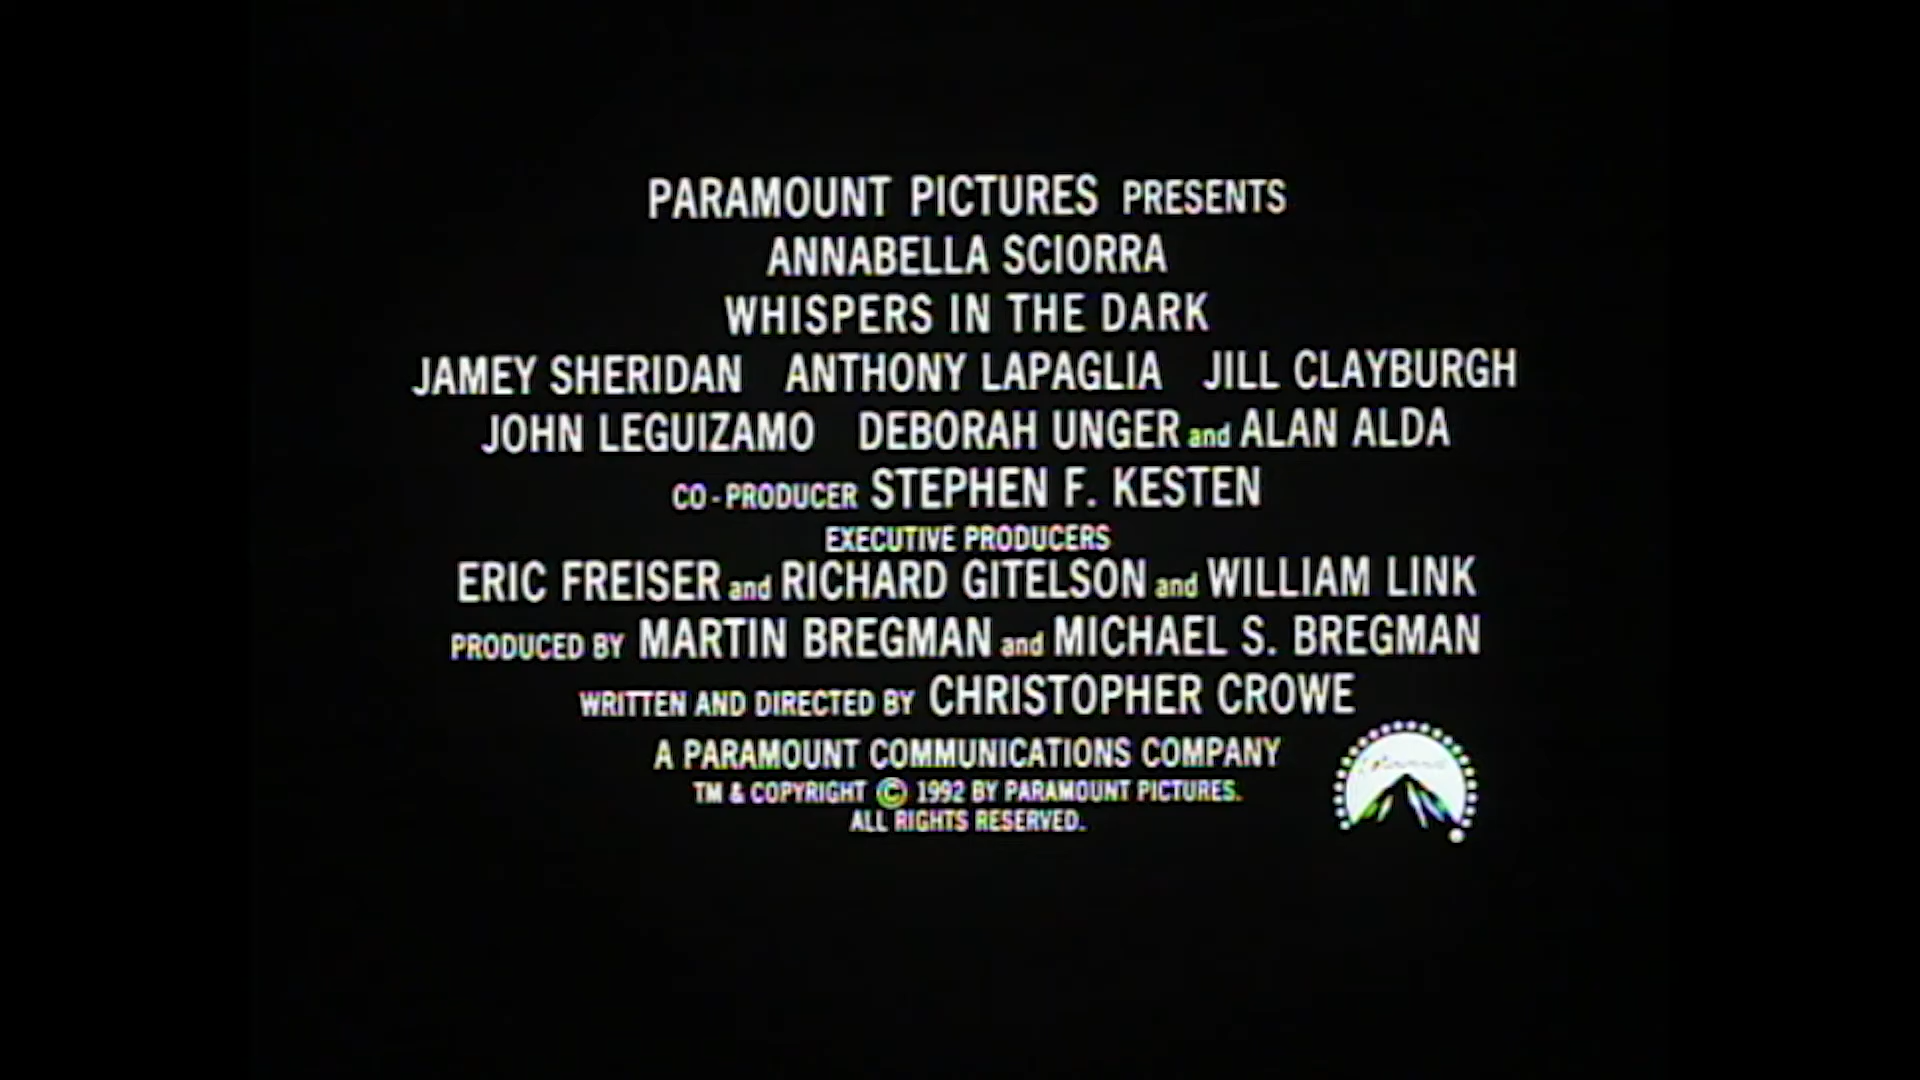 PARAMOUNT PICTURES PRESENTS
ANNABELLA SCIORRA
WHISPERS IN THE DARK
JAMEY SHERIDAN ANTHONY LAPAGLIA JILL CLAYBURGH
JOHN LEGUIZAMO DEBORAH UNGER and ALAN ALDA
CO-PRODUCER STEPHEN F. KESTEN
EXECUTIVE PRODUCERS
ERIC FREISER and RICHARD GITELSON and WILLIAM LINK
PRODUCED BY MARTIN BREGMAN and MICHAEL S. BREGMAN
WRITTEN AND DIRECTED BY CHRISTOPHER CROWE
A PARAMOUNT COMMUNICATIONS COMPANY
TM & COPYRIGHT © 1992 BY PARAMOUNT PICTURES.
ALL RIGHTS RESERVED.
Paramount